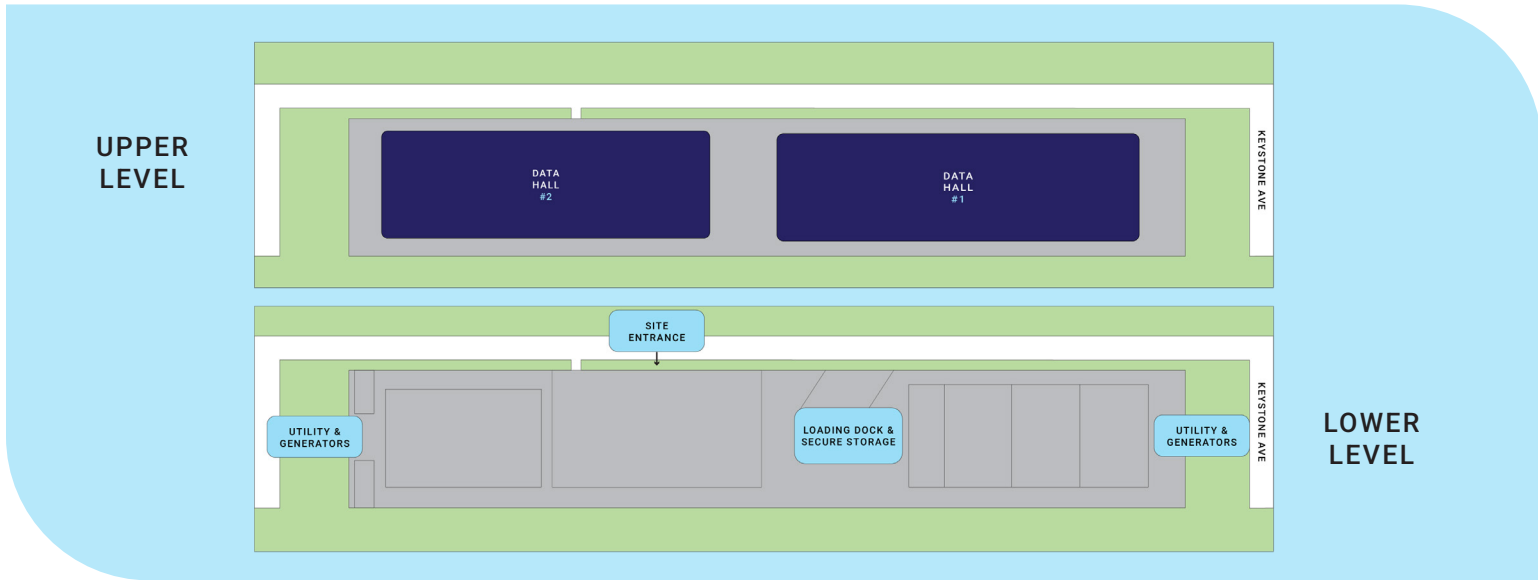 UPPER
LEVEL
DATA
HALL
#2
DATA
HALL
#1
KEYSTONE AVE
SITE
ENTRANCE
UTILITY &
GENERATORS
LOADING DOCK &
SECURE STORAGE
UTILITY &
GENERATORS
KEYSTONE AVE
LOWER
LEVEL